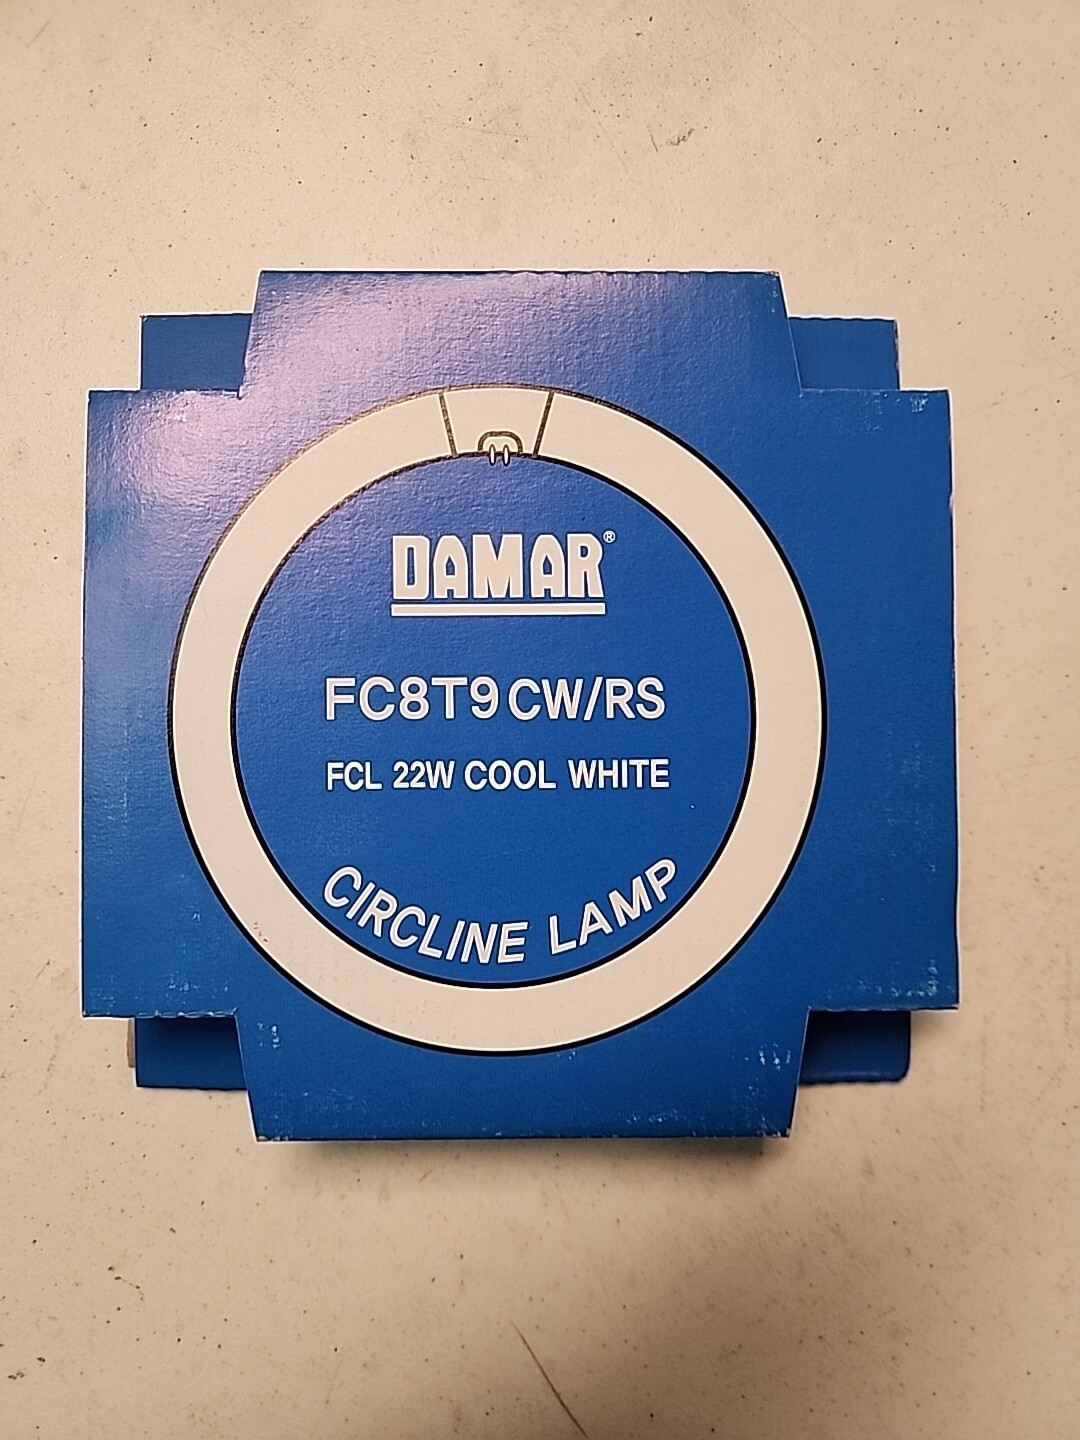 DAMAR®
FC8T9 CW/RS
FCL 22W COOL WHITE
CIRCLINE LAMP